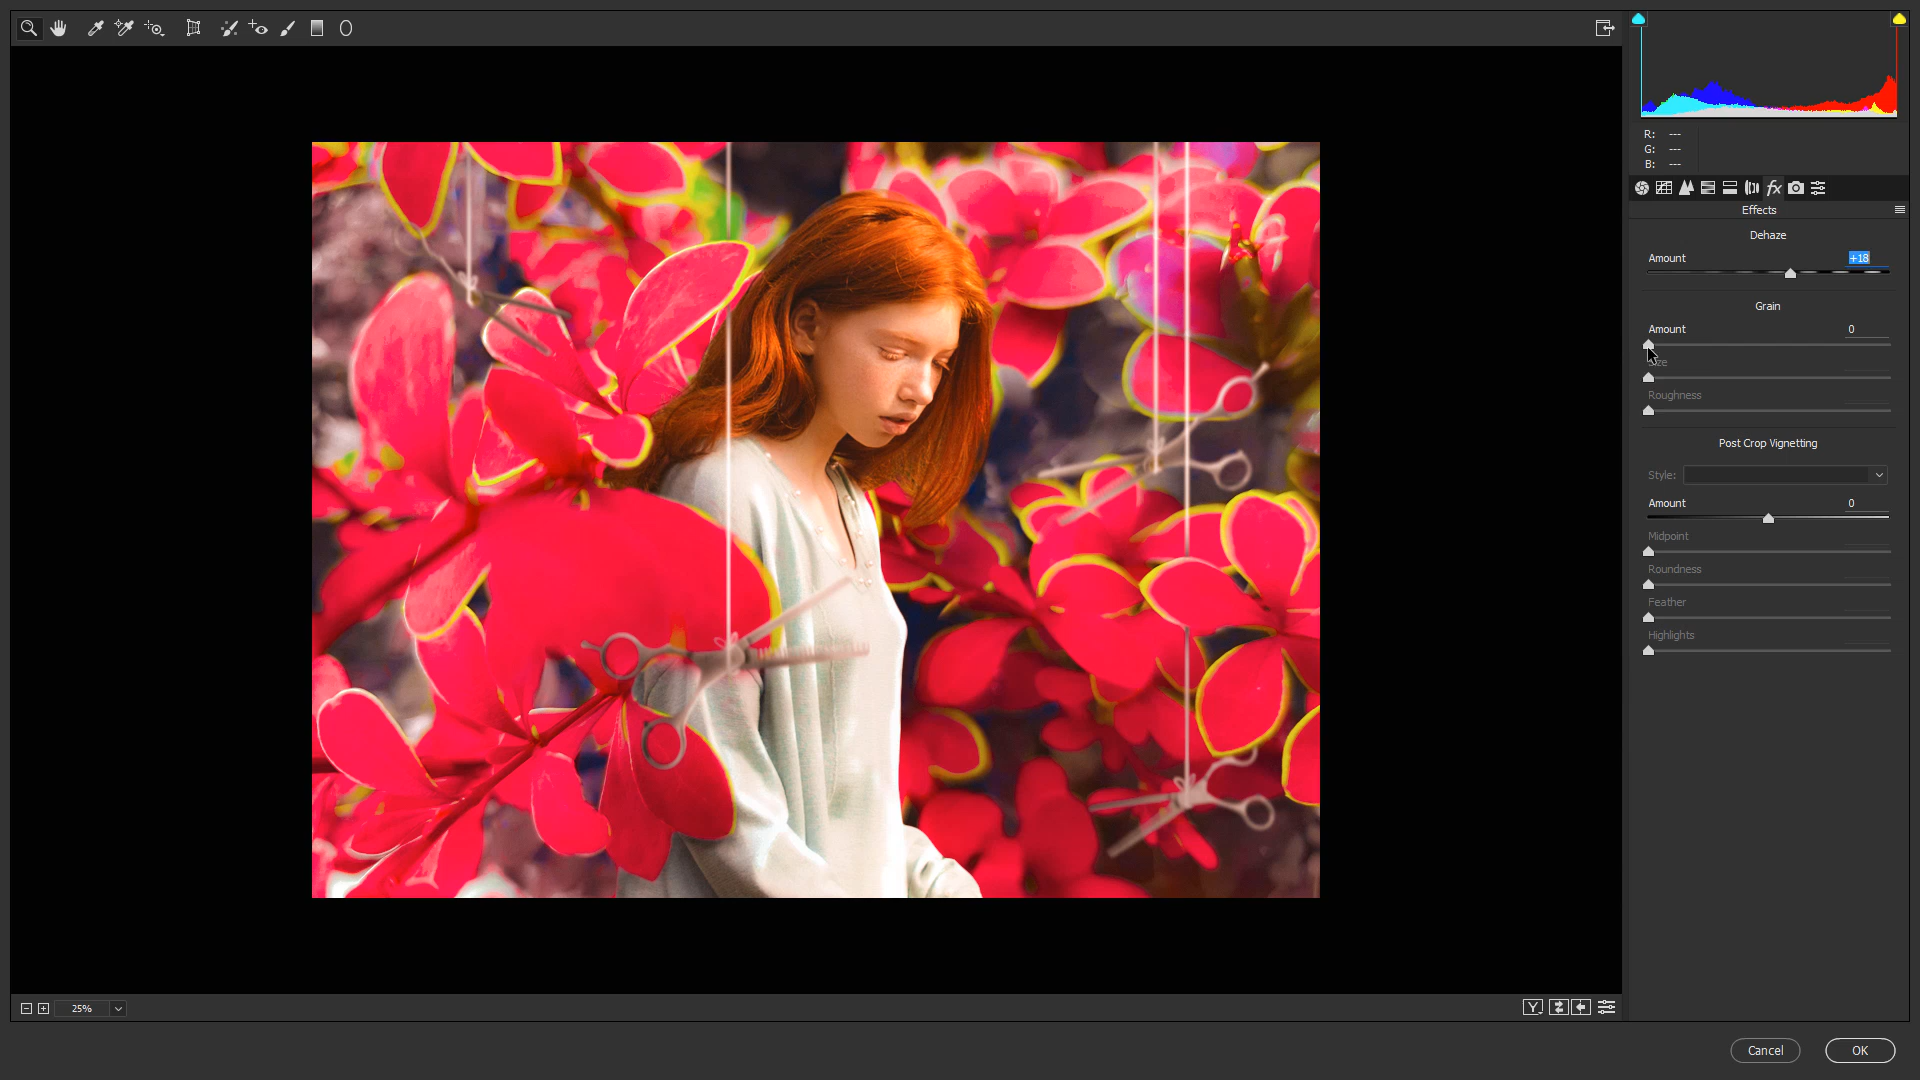 R: ---
G: ---
B: ---
fx
Effects
Dehaze
Amount +18
Grain
Amount 0
Roughness
Post Crop Vignetting
Style:
Amount 0
Midpoint
Roundness
Feather
Highlights
25%
Y
Cancel OK